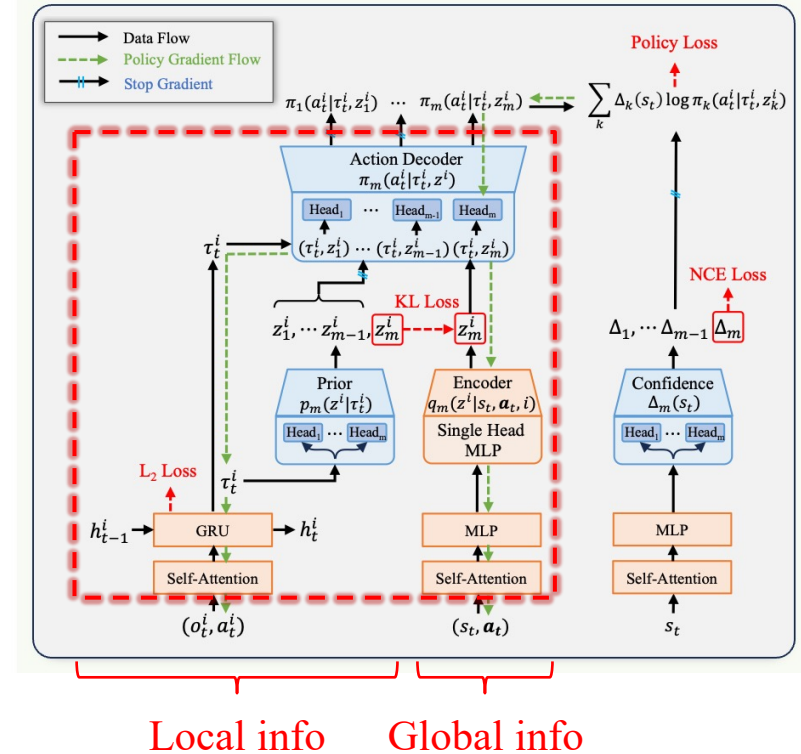 Data Flow
Policy Gradient Flow
Stop Gradient
Policy Loss
π₁(aₜⁱ|τₜⁱ, z₁ⁱ) ⋯ πₘ(aₜⁱ|τₜⁱ, zₘⁱ)
∑ₖ Δₖ(sₜ) log πₖ(aₜⁱ|τₜⁱ, zₖⁱ)
Action Decoder
πₘ(aₜⁱ|τₜⁱ, zⁱ)
Head₁ ⋯ Headₘ₋₁ Headₘ
τₜⁱ
(τₜⁱ, z₁ⁱ) ⋯ (τₜⁱ, zₘ₋₁ⁱ) (τₜⁱ, zₘⁱ)
KL Loss
NCE Loss
z₁ⁱ, ⋯ zₘ₋₁ⁱ, zₘⁱ
zₘⁱ
Δ₁, ⋯ Δₘ₋₁ Δₘ
Prior
pₘ(zⁱ|τₜⁱ)
Head₁ ⋯ Headₘ
Encoder
qₘ(zⁱ|sₜ, 𝒂ₜ, i)
Single Head
MLP
Confidence
Δₘ(sₜ)
Head₁ ⋯ Headₘ
L₂ Loss
τₜⁱ
hₜ₋₁ⁱ
GRU
hₜⁱ
MLP
MLP
Self-Attention
Self-Attention
Self-Attention
(oₜⁱ, aₜⁱ)
(sₜ, 𝒂ₜ)
sₜ
Local info
Global info